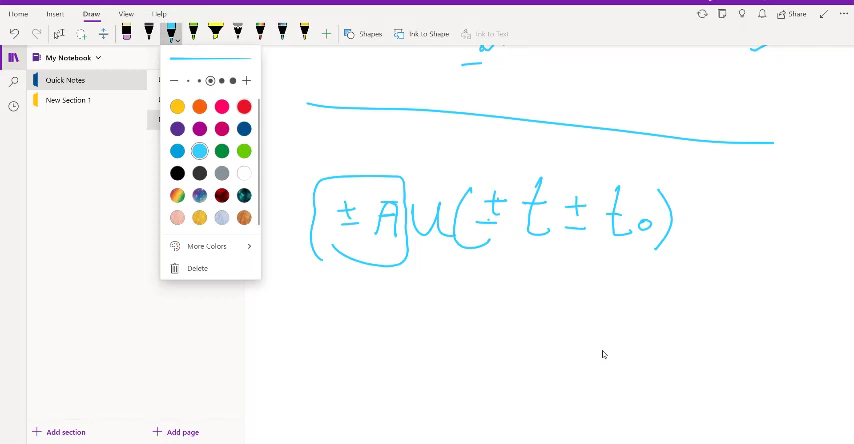 Home Insert Draw View Help Share
Shapes Ink to Shape Ink to Text
My Notebook
Quick Notes
New Section 1
More Colors
Delete
± A u(± t ± t₀)
Add section Add page